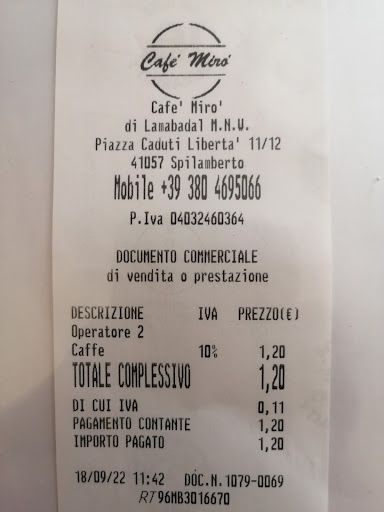 Cafe' Miro'
Cafe' Miro'
di Lamabadal M.N.W.
Piazza Caduti Liberta' 11/12
41057 Spilamberto
Mobile +39 380 4695066
P.Iva 04032460364
DOCUMENTO COMMERCIALE
di vendita o prestazione
DESCRIZIONE IVA PREZZO(€)
Operatore 2
Caffe 10% 1,20
TOTALE COMPLESSIVO 1,20
DI CUI IVA 0,11
PAGAMENTO CONTANTE 1,20
IMPORTO PAGATO 1,20
18/09/22 11:42 DOC.N.1079-0069
RT 96MB3016670